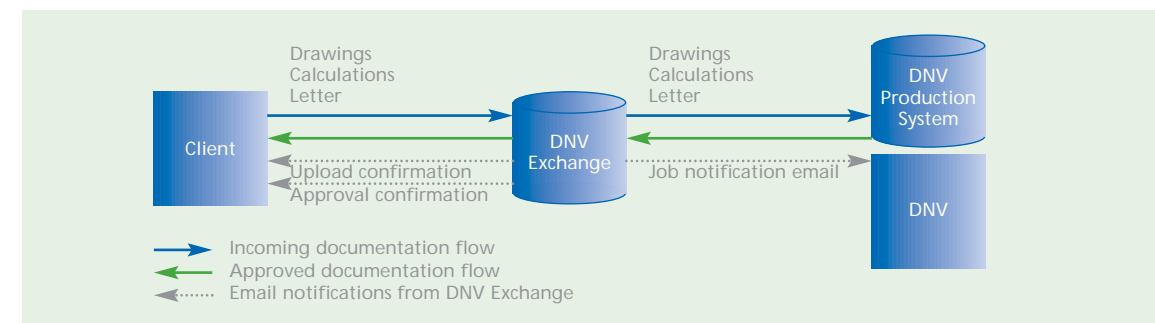 Drawings
Calculations
Letter
Drawings
Calculations
Letter
DNV
Production
System
Client
DNV
Exchange
Upload confirmation
Approval confirmation
Job notification email
DNV
Incoming documentation flow
Approved documentation flow
Email notifications from DNV Exchange